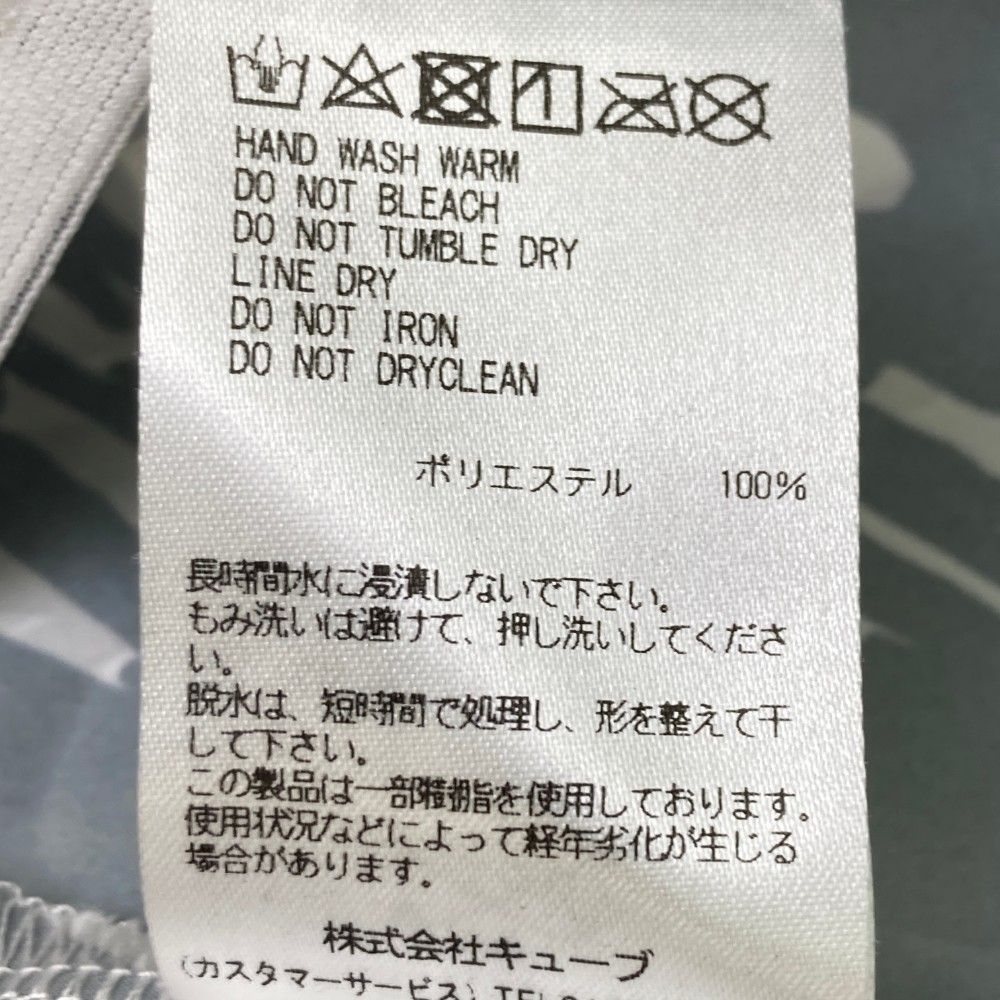 HAND WASH WARM
DO NOT BLEACH
DO NOT TUMBLE DRY
LINE DRY
DO NOT IRON
DO NOT DRYCLEAN
ポリエステル 100%
長時間水に浸漬しないで下さい。
もみ洗いは避けて、押し洗いしてくださ
い。
脱水は、短時間で処理し、形を整えて干
して下さい。
この製品は一部樹脂を使用しております。
使用状況などによって経年劣化が生じる
場合があります。
株式会社キューブ
(カスタマーサービス)